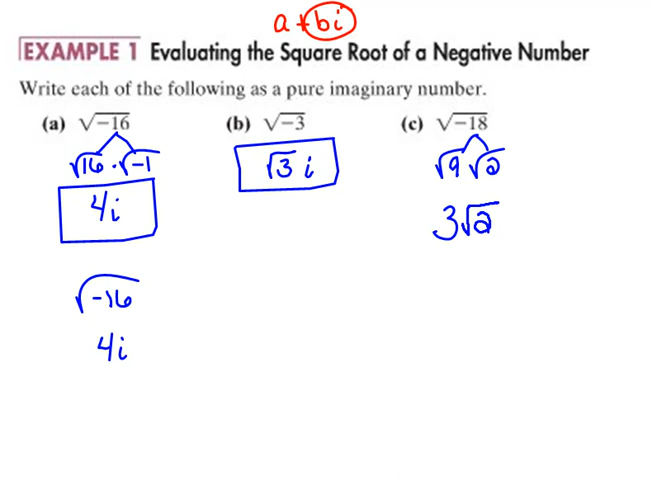 a + bi
EXAMPLE 1 Evaluating the Square Root of a Negative Number
Write each of the following as a pure imaginary number.
(a) √−16 (b) √−3 (c) √−18
√16 · √−1 √3 i √9 √2
4i 3√2
√−16
4i